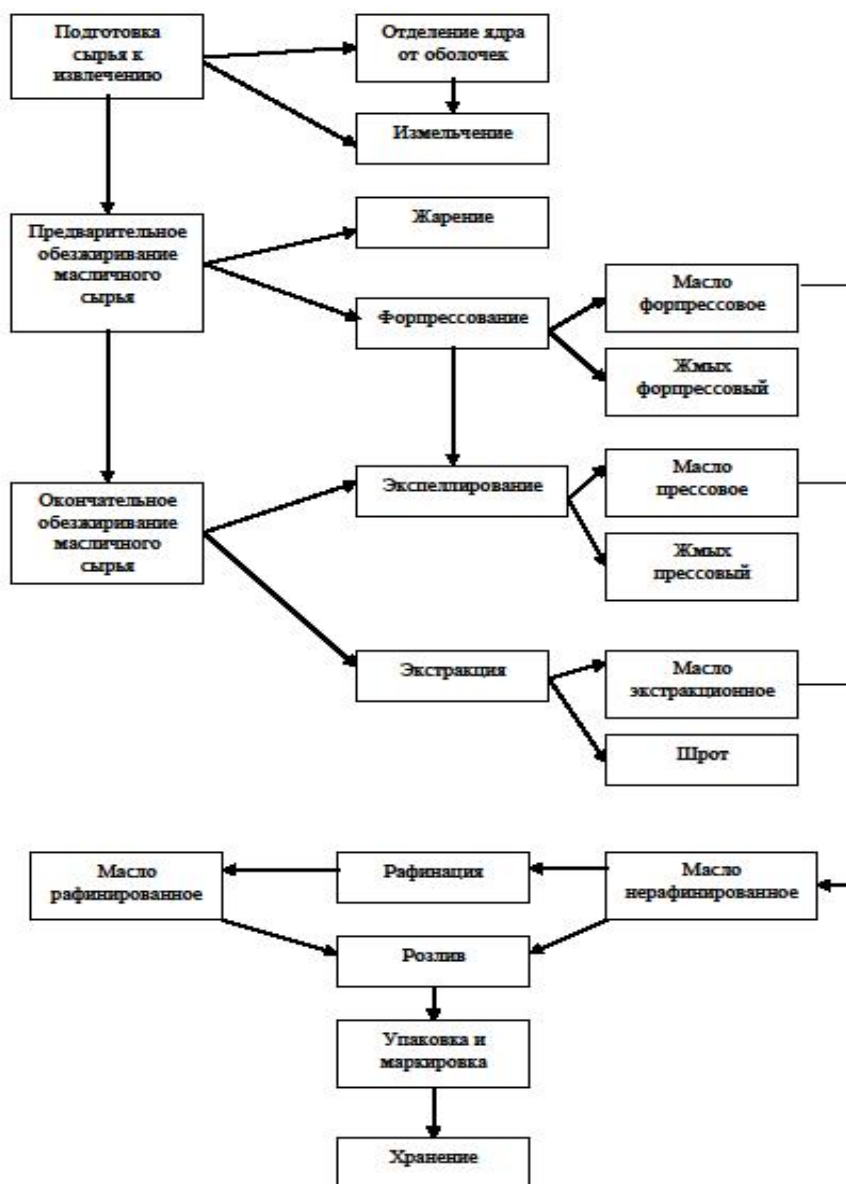 Подготовка
сырья к
извлечению
Отделение ядра
от оболочек
Измельчение
Предварительное
обезжиривание
масличного
сырья
Жарение
Форпрессование
Масло
форпрессовое
Жмых
форпрессовый
Окончательное
обезжиривание
масличного
сырья
Экспеллирование
Масло
прессовое
Жмых
прессовый
Экстракция
Масло
экстракционное
Шрот
Масло
рафинированное
Рафинация
Масло
нерафинированное
Розлив
Упаковка и
маркировка
Хранение